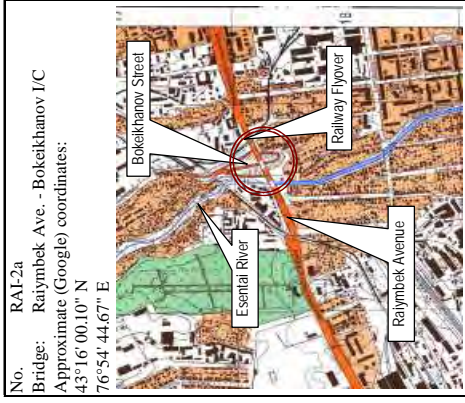 No. RAI-2a
Bridge: Raiymbek Ave. - Bokeikhanov I/C
Approximate (Google) coordinates:
43°16' 00.10" N
76°54' 44.67" E
Bokeikhanov Street
Railway Flyover
Esentai River
Raiymbek Avenue
18